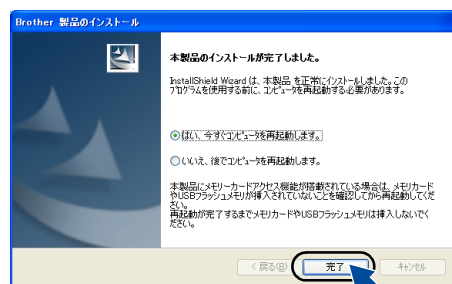 Brother 製品のインストール
本製品のインストールが完了しました。
InstallShield Wizard は、本製品 を正常にインストールしました。この
プログラムを使用する前に、コンピュータを再起動する必要があります。
はい、今すぐコンピュータを再起動します。
いいえ、後でコンピュータを再起動します。
本製品にメモリーカードアクセス機能が搭載されている場合は、メモリカード
やUSBフラッシュメモリが挿入されていないことを確認してから再起動してくだ
さい。
再起動が完了するまでメモリカードやUSBフラッシュメモリは挿入しないでく
ださい。
< 戻る(B)
完了
キャンセル